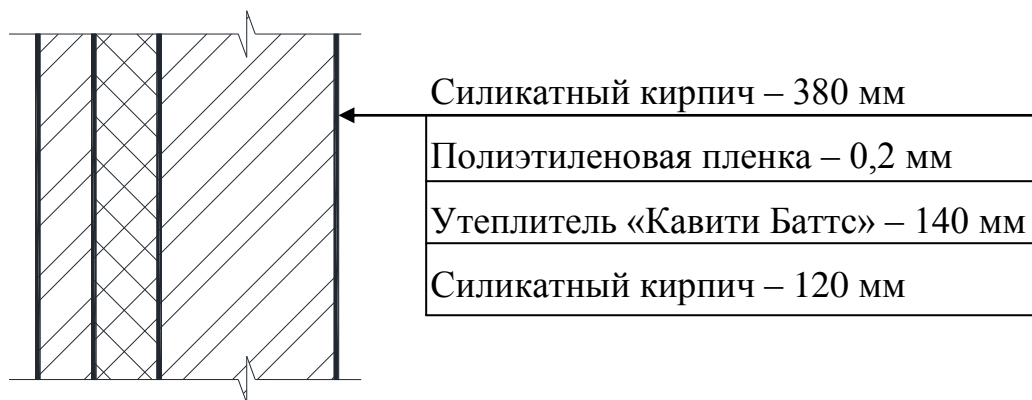 Силикатный кирпич – 380 мм
Полиэтиленовая пленка – 0,2 мм
Утеплитель «Кавити Баттс» – 140 мм
Силикатный кирпич – 120 мм